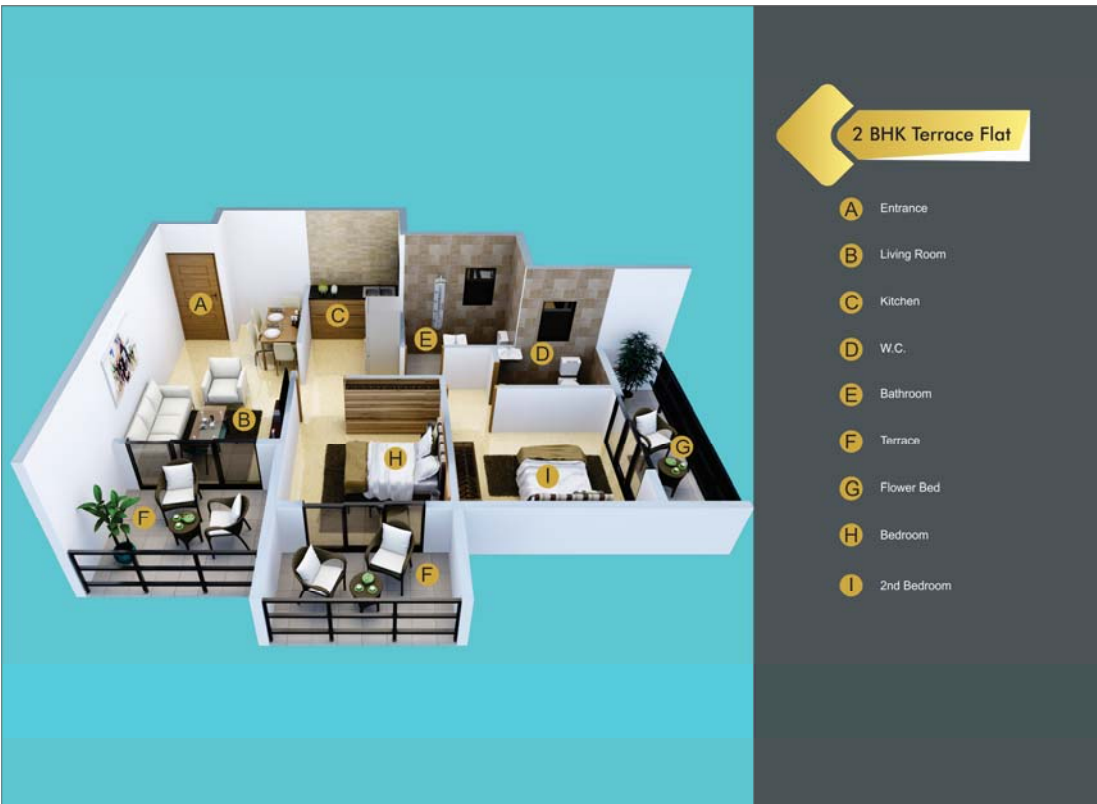 2 BHK Terrace Flat
A Entrance
B Living Room
C Kitchen
D W.C.
E Bathroom
F Terrace
G Flower Bed
H Bedroom
I 2nd Bedroom
A
C
E
D
B
G
H
I
F
F